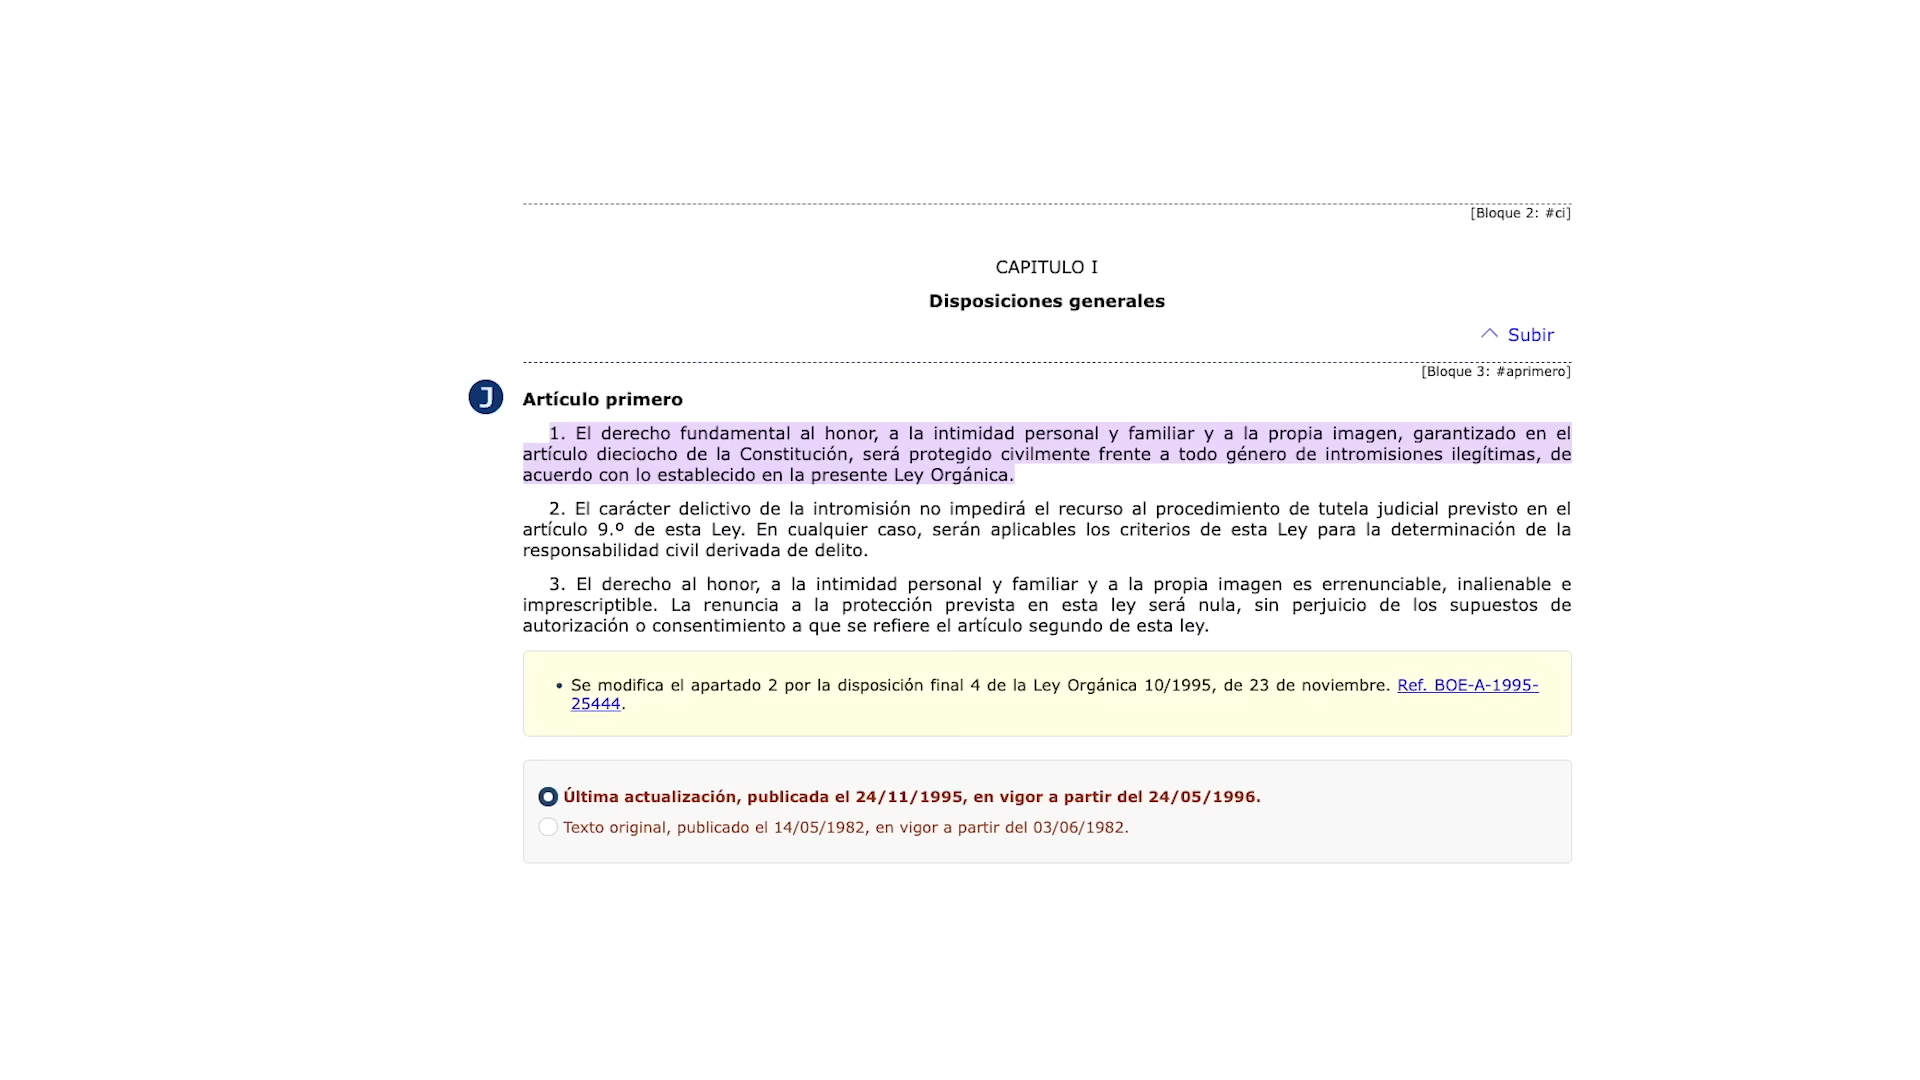 [Bloque 2: #ci]
CAPITULO I
Disposiciones generales
Subir
[Bloque 3: #aprimero]
J
Artículo primero
1. El derecho fundamental al honor, a la intimidad personal y familiar y a la propia imagen, garantizado en el
artículo dieciocho de la Constitución, será protegido civilmente frente a todo género de intromisiones ilegítimas, de
acuerdo con lo establecido en la presente Ley Orgánica.
2. El carácter delictivo de la intromisión no impedirá el recurso al procedimiento de tutela judicial previsto en el
artículo 9.º de esta Ley. En cualquier caso, serán aplicables los criterios de esta Ley para la determinación de la
responsabilidad civil derivada de delito.
3. El derecho al honor, a la intimidad personal y familiar y a la propia imagen es errenunciable, inalienable e
imprescriptible. La renuncia a la protección prevista en esta ley será nula, sin perjuicio de los supuestos de
autorización o consentimiento a que se refiere el artículo segundo de esta ley.
• Se modifica el apartado 2 por la disposición final 4 de la Ley Orgánica 10/1995, de 23 de noviembre. Ref. BOE-A-1995-
25444.
Última actualización, publicada el 24/11/1995, en vigor a partir del 24/05/1996.
Texto original, publicado el 14/05/1982, en vigor a partir del 03/06/1982.